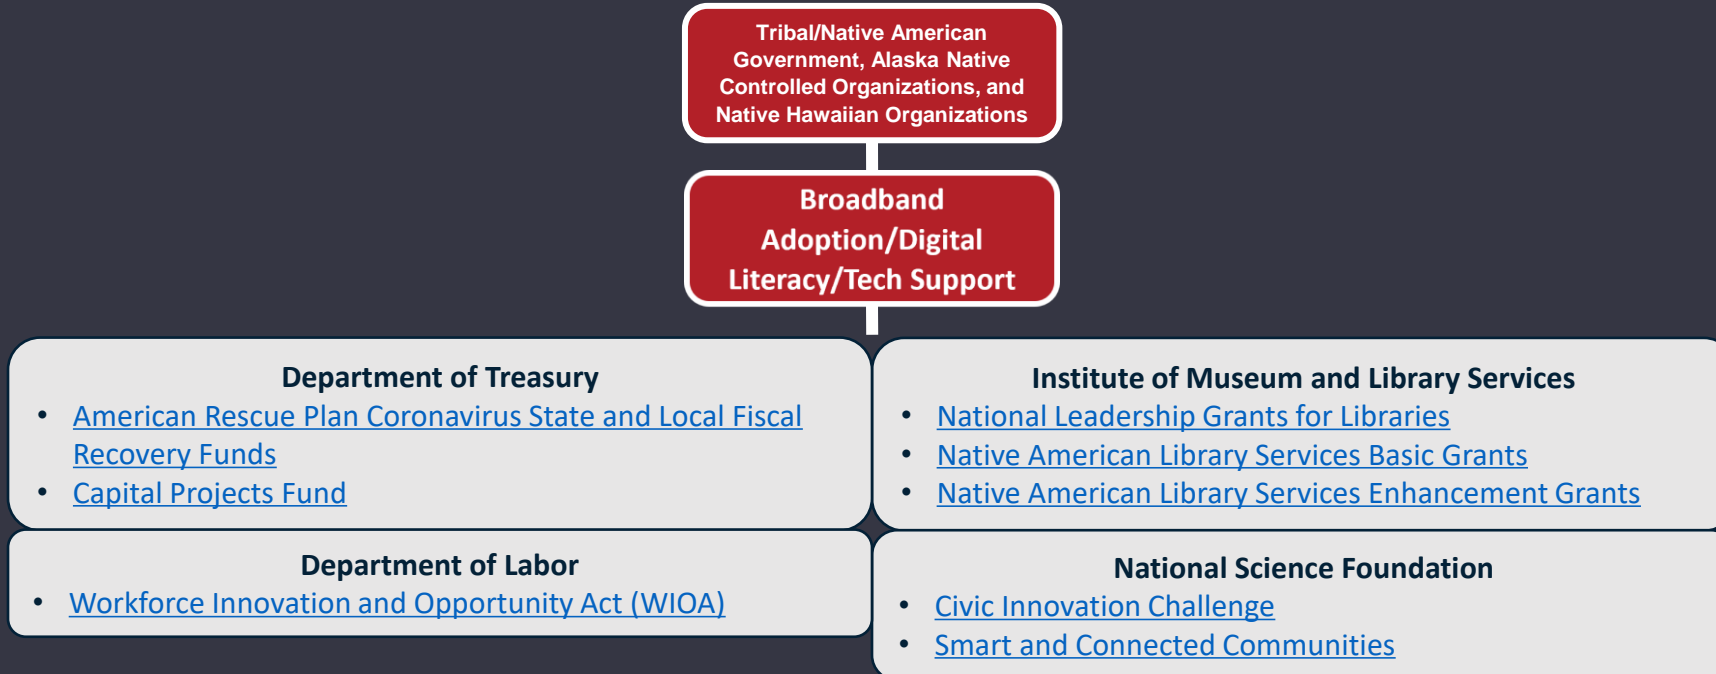 Tribal/Native American
Government, Alaska Native
Controlled Organizations, and
Native Hawaiian Organizations
Broadband
Adoption/Digital
Literacy/Tech Support
Department of Treasury
• American Rescue Plan Coronavirus State and Local Fiscal
Recovery Funds
• Capital Projects Fund
Department of Labor
• Workforce Innovation and Opportunity Act (WIOA)
Institute of Museum and Library Services
• National Leadership Grants for Libraries
• Native American Library Services Basic Grants
• Native American Library Services Enhancement Grants
National Science Foundation
• Civic Innovation Challenge
• Smart and Connected Communities